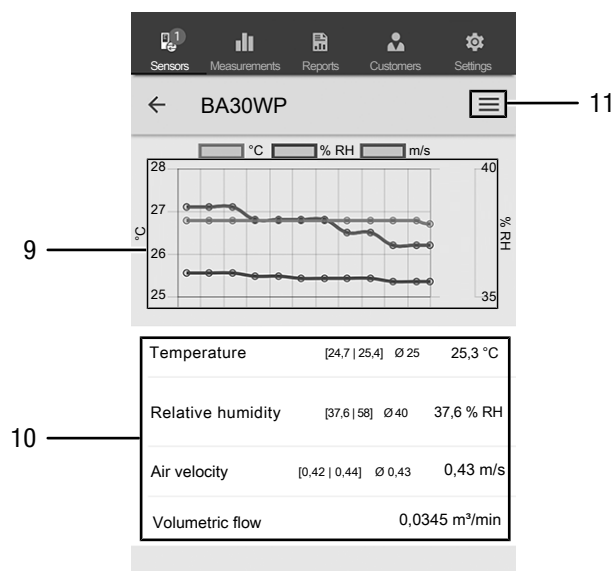 1
Sensors Measurements Reports Customers Settings
BA30WP
11
°C % RH m/s
28 40
27
°C % RH
9
26
25 35
Temperature [24,7 | 25,4] Ø 25 25,3 °C
Relative humidity [37,6 | 58] Ø 40 37,6 % RH
10
Air velocity [0,42 | 0,44] Ø 0,43 0,43 m/s
Volumetric flow 0,0345 m³/min